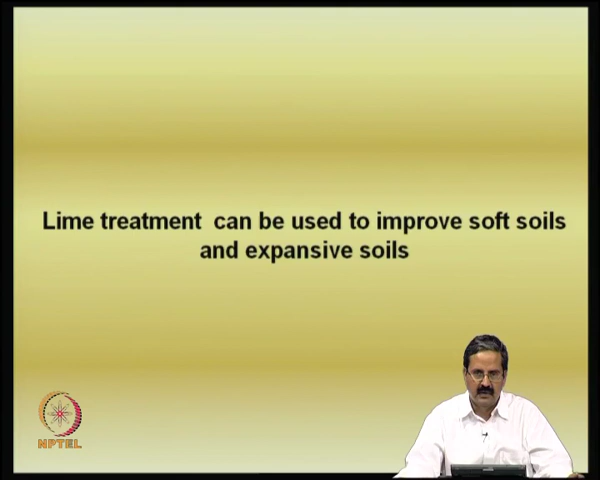 Lime treatment can be used to improve soft soils
and expansive soils
NPTEL